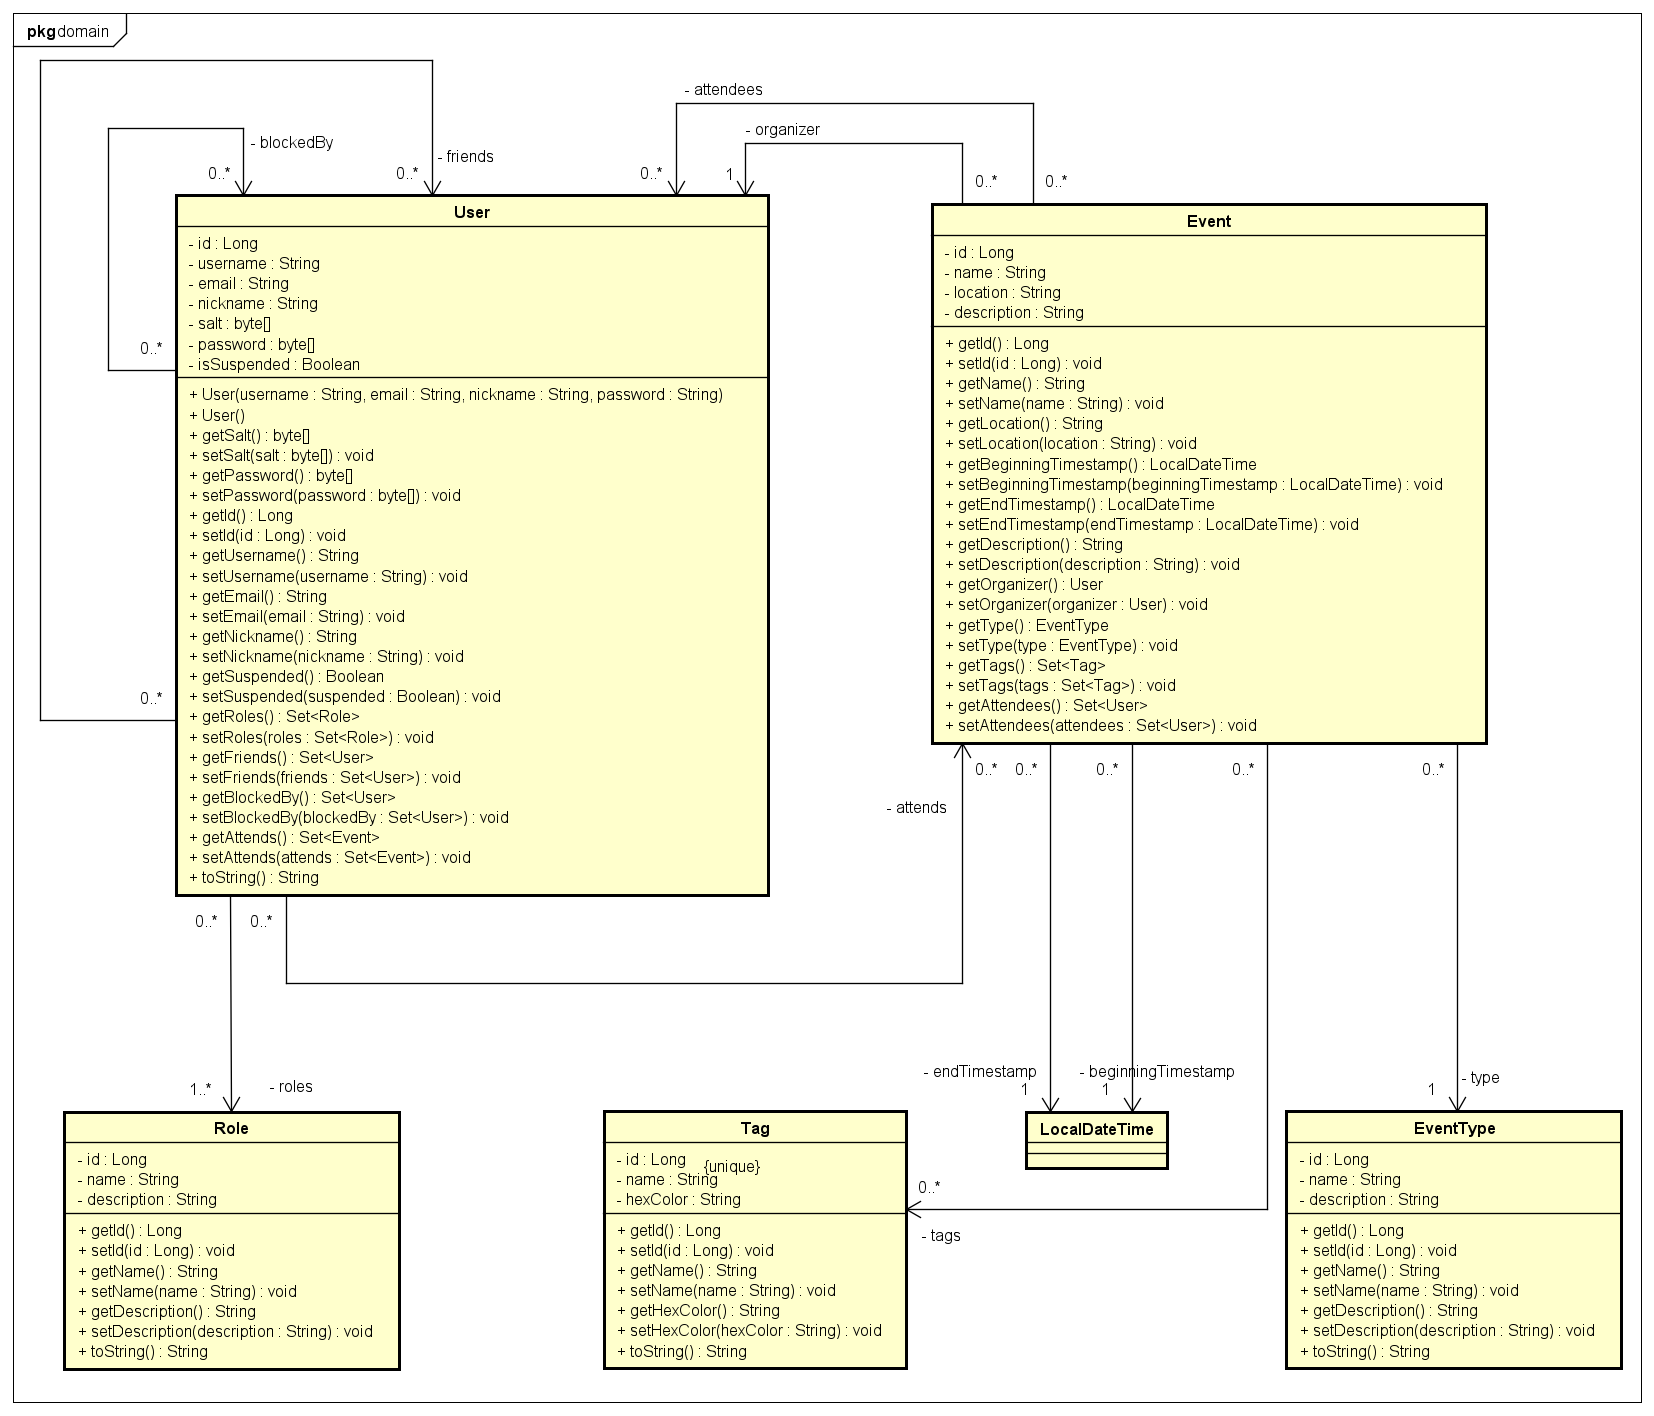 pkg domain
- attendees
- organizer
- blockedBy
- friends
0..*
0..*
0..*
1
0..*
0..*
User
- id : Long
- username : String
- email : String
- nickname : String
- salt : byte[]
- password : byte[]
- isSuspended : Boolean
0..*
+ User(username : String, email : String, nickname : String, password : String)
+ User()
+ getSalt() : byte[]
+ setSalt(salt : byte[]) : void
+ getPassword() : byte[]
+ setPassword(password : byte[]) : void
+ getId() : Long
+ setId(id : Long) : void
+ getUsername() : String
+ setUsername(username : String) : void
+ getEmail() : String
+ setEmail(email : String) : void
+ getNickname() : String
+ setNickname(nickname : String) : void
+ getSuspended() : Boolean
+ setSuspended(suspended : Boolean) : void
+ getRoles() : Set<Role>
+ setRoles(roles : Set<Role>) : void
+ getFriends() : Set<User>
+ setFriends(friends : Set<User>) : void
+ getBlockedBy() : Set<User>
+ setBlockedBy(blockedBy : Set<User>) : void
+ getAttends() : Set<Event>
+ setAttends(attends : Set<Event>) : void
+ toString() : String
0..*
Event
- id : Long
- name : String
- location : String
- description : String
+ getId() : Long
+ setId(id : Long) : void
+ getName() : String
+ setName(name : String) : void
+ getLocation() : String
+ setLocation(location : String) : void
+ getBeginningTimestamp() : LocalDateTime
+ setBeginningTimestamp(beginningTimestamp : LocalDateTime) : void
+ getEndTimestamp() : LocalDateTime
+ setEndTimestamp(endTimestamp : LocalDateTime) : void
+ getDescription() : String
+ setDescription(description : String) : void
+ getOrganizer() : User
+ setOrganizer(organizer : User) : void
+ getType() : EventType
+ setType(type : EventType) : void
+ getTags() : Set<Tag>
+ setTags(tags : Set<Tag>) : void
+ getAttendees() : Set<User>
+ setAttendees(attendees : Set<User>) : void
0..*
0..*
0..*
0..*
0..*
- attends
0..*
0..*
- endTimestamp
1
- beginningTimestamp
1
- type
1
1..*
- roles
Role
- id : Long
- name : String
- description : String
+ getId() : Long
+ setId(id : Long) : void
+ getName() : String
+ setName(name : String) : void
+ getDescription() : String
+ setDescription(description : String) : void
+ toString() : String
Tag
- id : Long
{unique}
- name : String
- hexColor : String
+ getId() : Long
+ setId(id : Long) : void
+ getName() : String
+ setName(name : String) : void
+ getHexColor() : String
+ setHexColor(hexColor : String) : void
+ toString() : String
0..*
- tags
LocalDateTime
EventType
- id : Long
- name : String
- description : String
+ getId() : Long
+ setId(id : Long) : void
+ getName() : String
+ setName(name : String) : void
+ getDescription() : String
+ setDescription(description : String) : void
+ toString() : String